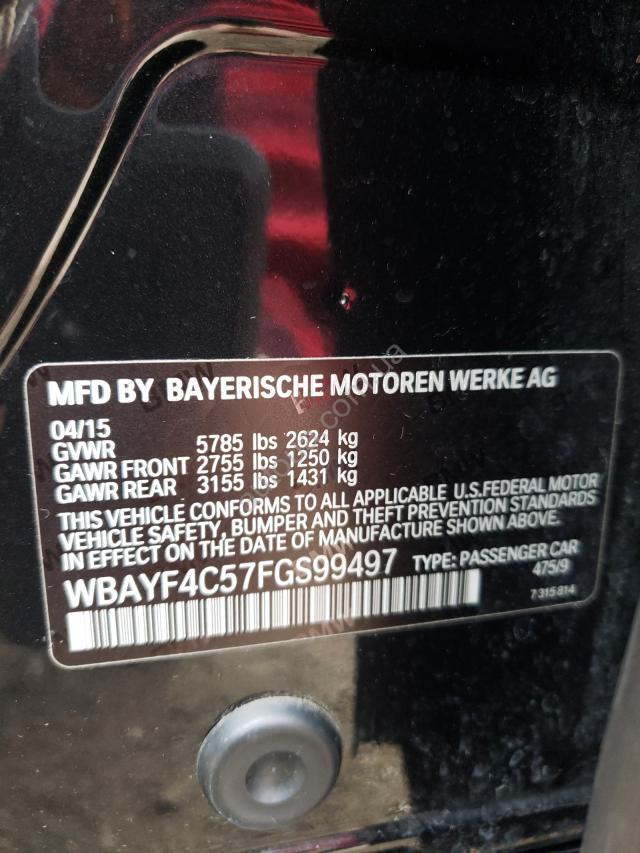 MFD BY BAYERISCHE MOTOREN WERKE AG
04/15
GVWR 5785 lbs 2624 kg
GAWR FRONT 2755 lbs 1250 kg
GAWR REAR 3155 lbs 1431 kg
THIS VEHICLE CONFORMS TO ALL APPLICABLE U.S.FEDERAL MOTOR
VEHICLE SAFETY, BUMPER AND THEFT PREVENTION STANDARDS
IN EFFECT ON THE DATE OF MANUFACTURE SHOWN ABOVE.
WBAYF4C57FGS99497 TYPE: PASSENGER CAR
475/9
7315814
BMW